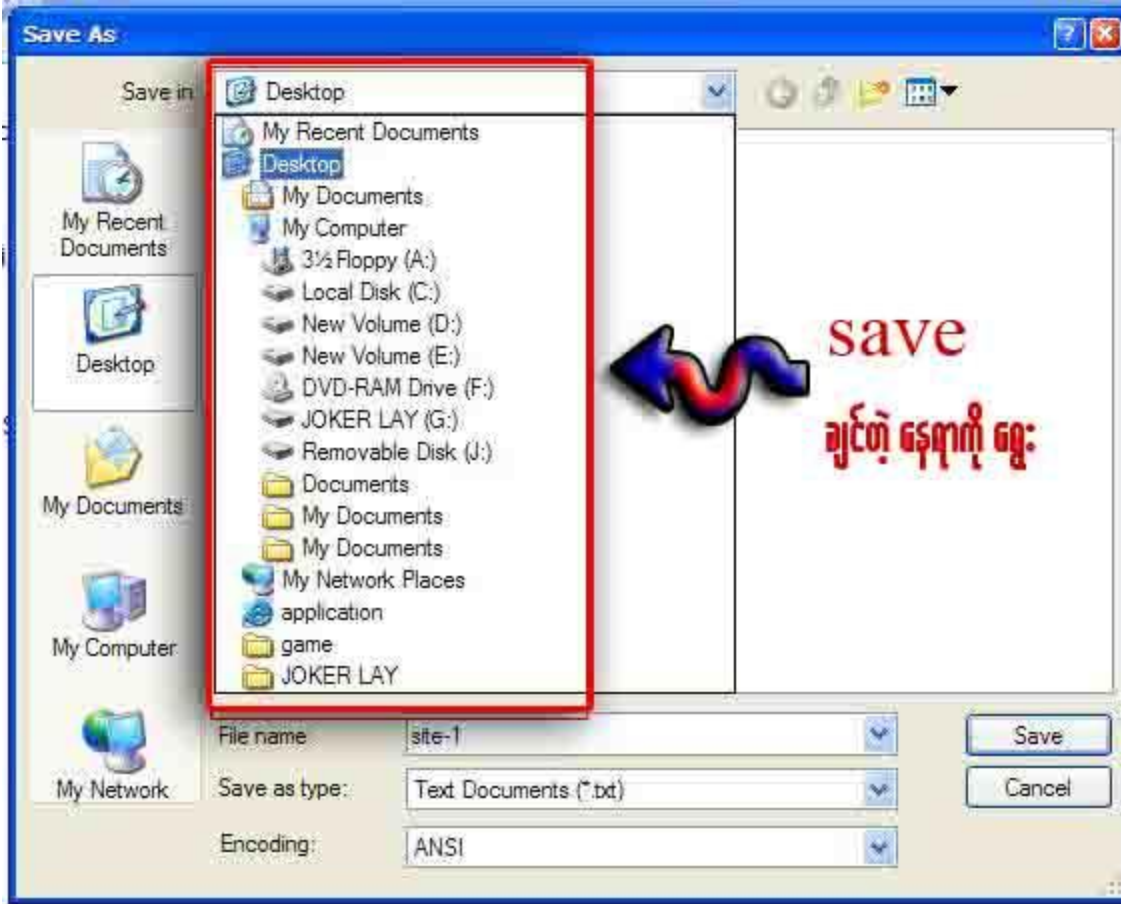 Save As
Save in
Desktop
My Recent Documents
Desktop
My Documents
My Computer
3½ Floppy (A:)
Local Disk (C:)
New Volume (D:)
New Volume (E:)
DVD-RAM Drive (F:)
JOKER LAY (G:)
Removable Disk (J:)
Documents
My Documents
My Documents
My Network Places
application
game
JOKER LAY
My Recent
Documents
Desktop
My Documents
My Computer
My Network
save
ချင်တဲ့ နေရာကို ရွေး
File name
site-1
Save
Save as type:
Text Documents (*.txt)
Cancel
Encoding:
ANSI